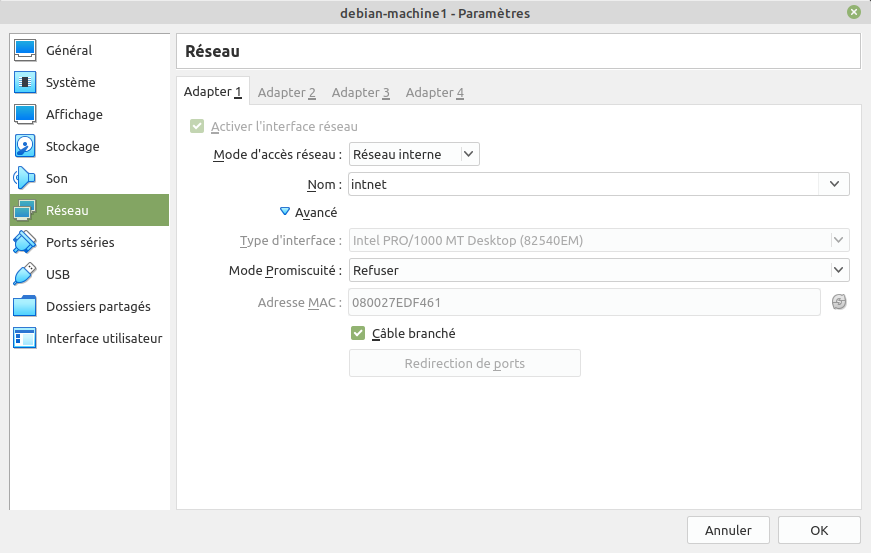 debian-machine1 - Paramètres
Général
Système
Affichage
Stockage
Son
Réseau
Ports séries
USB
Dossiers partagés
Interface utilisateur
Réseau
Adapter 1 Adapter 2 Adapter 3 Adapter 4
Activer l'interface réseau
Mode d'accès réseau : Réseau interne
Nom : intnet
Avancé
Type d'interface : Intel PRO/1000 MT Desktop (82540EM)
Mode Promiscuité : Refuser
Adresse MAC : 080027EDF461
Câble branché
Redirection de ports
Annuler OK